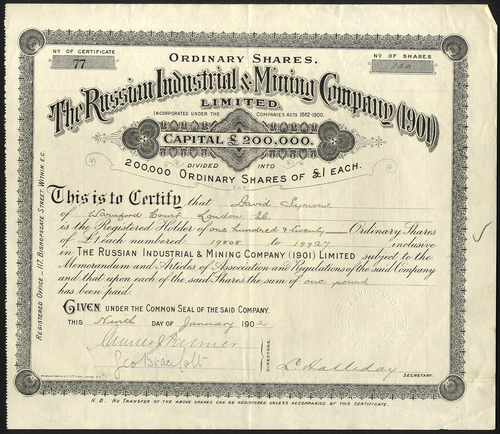 ORDINARY SHARES.
NO OF CERTIFICATE
77
NO OF SHARES
120
The Russian Industrial & Mining Company (1901)
LIMITED.
INCORPORATED UNDER THE COMPANIES ACTS 1862-1900.
CAPITAL £200,000.
DIVIDED INTO
200,000 ORDINARY SHARES OF £1 EACH.
This is to Certify that David Symons
of Warnford Court, London E.C.
is the Registered Holder of one hundred & twenty Ordinary Shares
of £1 each numbered 19808 to 19927 inclusive
in THE RUSSIAN INDUSTRIAL & MINING COMPANY (1901) LIMITED subject to the
Memorandum and Articles of Association and Regulations of the said Company
and that upon each of the said Shares the sum of one pound
has been paid.
GIVEN UNDER THE COMMON SEAL OF THE SAID COMPANY.
THIS Ninth DAY OF January 1902
DIRECTORS.
L Halliday
SECRETARY.
N.B. NO TRANSFER OF THE ABOVE SHARES CAN BE REGISTERED UNLESS ACCOMPANIED BY THIS CERTIFICATE.
REGISTERED OFFICE 117, BISHOPSGATE STREET, WITHIN E.C.